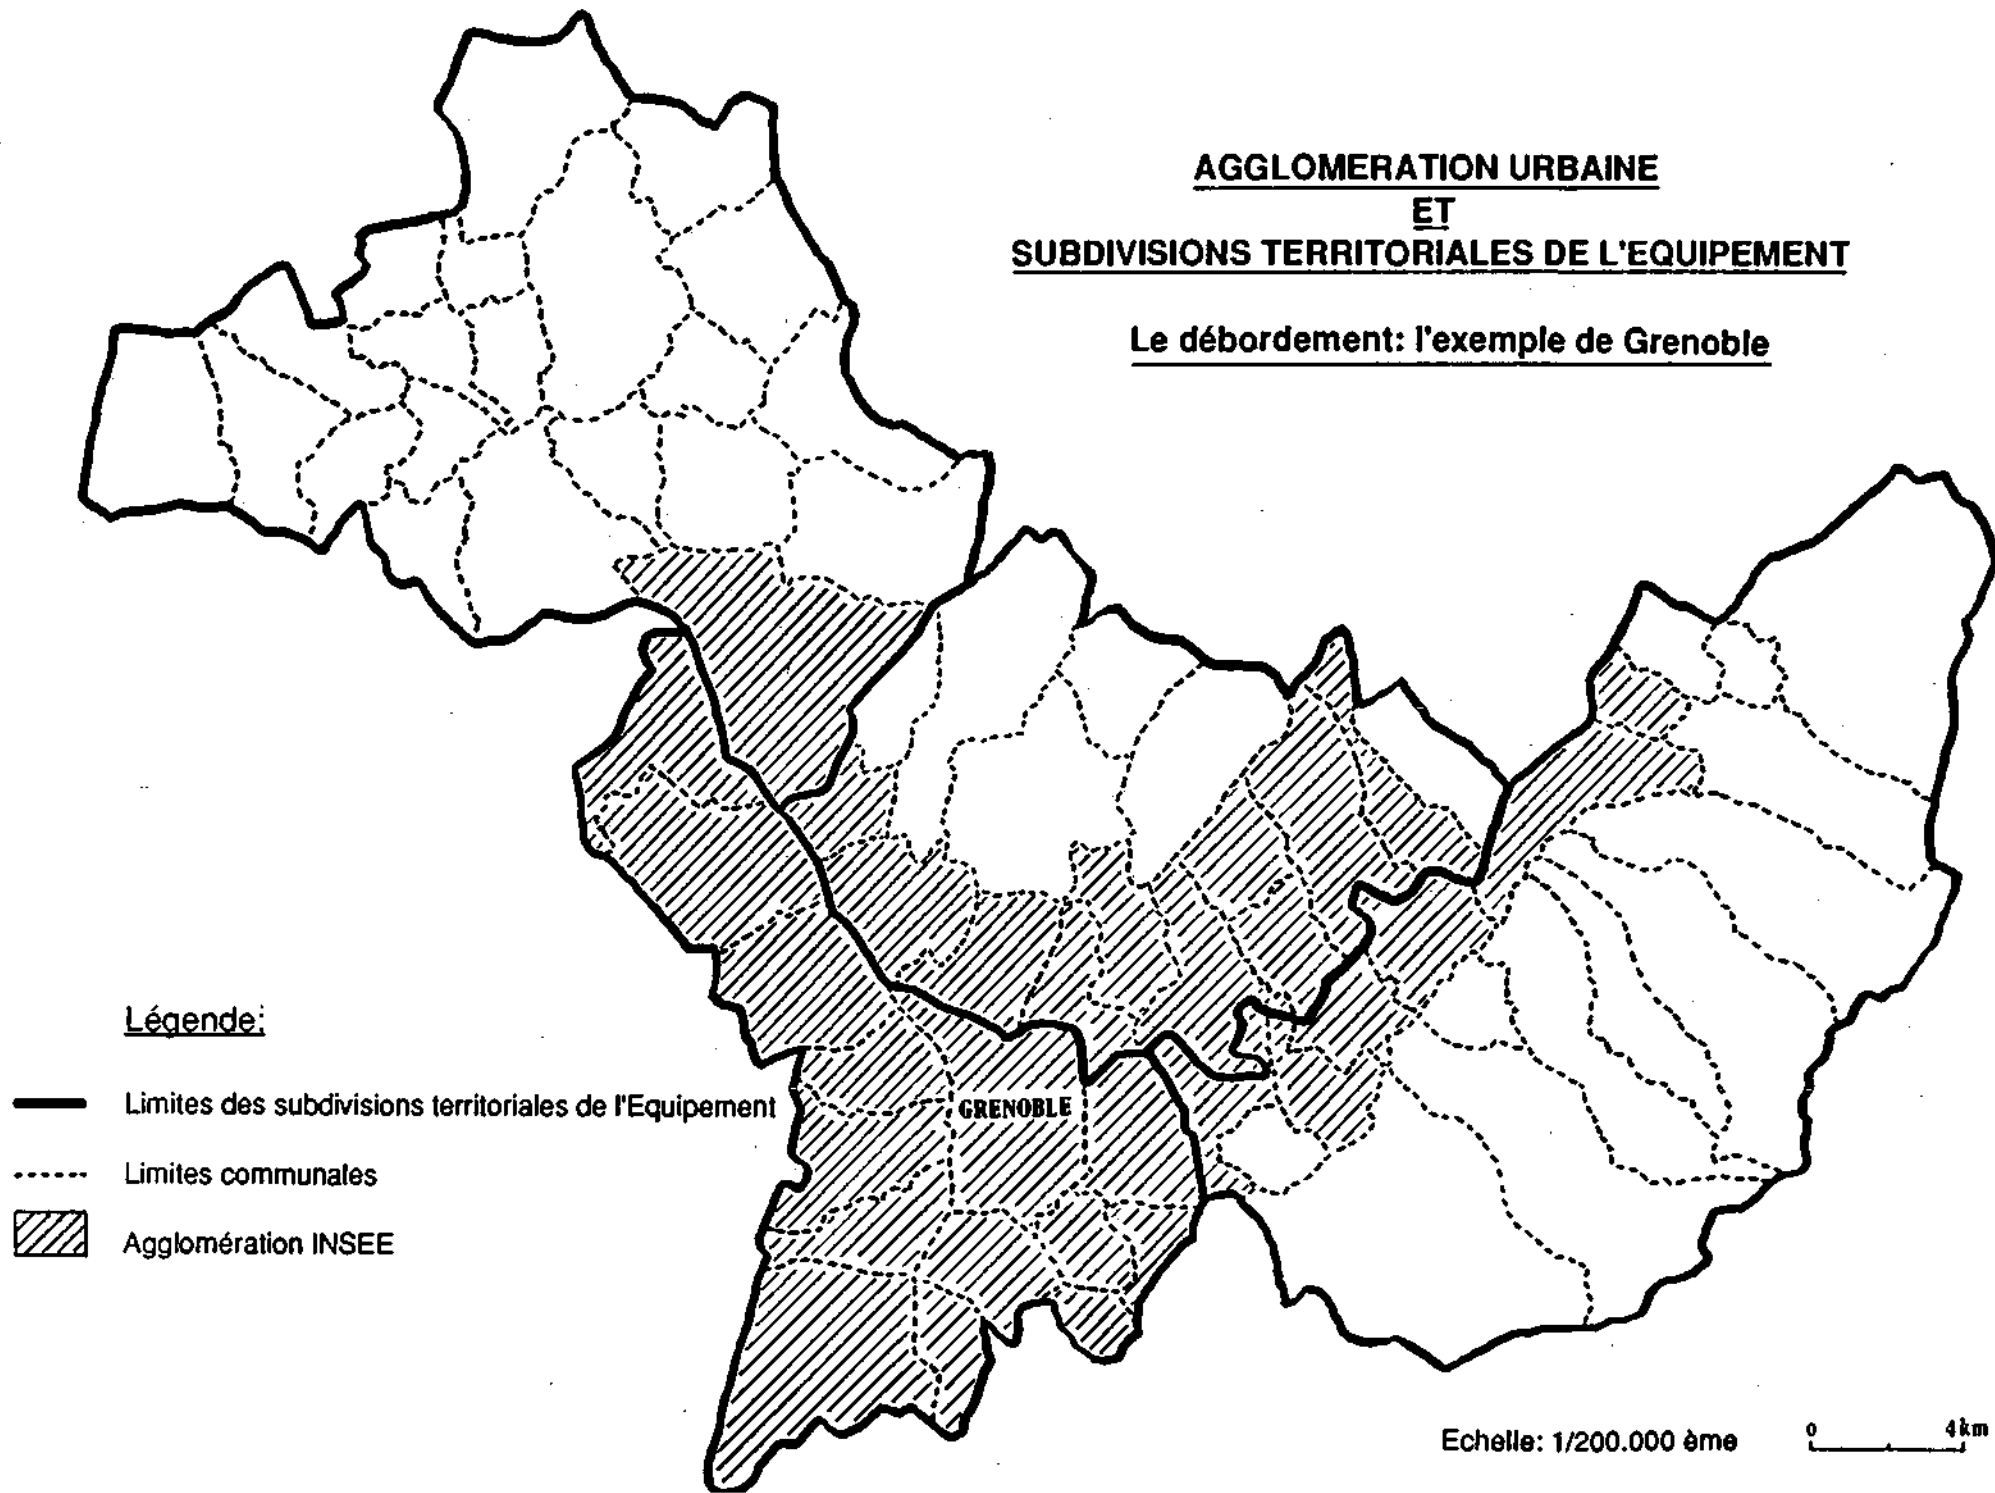 AGGLOMERATION URBAINE
ET
SUBDIVISIONS TERRITORIALES DE L'EQUIPEMENT
Le débordement: l'exemple de Grenoble
Légende:
Limites des subdivisions territoriales de l'Equipement
GRENOBLE
Limites communales
Agglomération INSEE
Echelle: 1/200.000 ème
0 4km